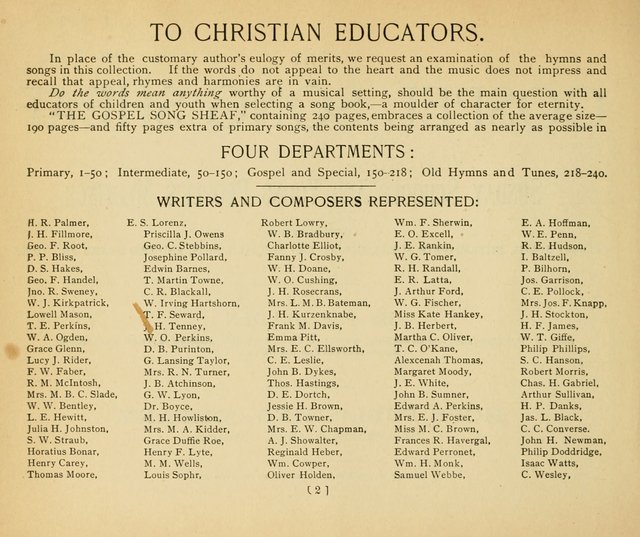 TO CHRISTIAN EDUCATORS.
In place of the customary author's eulogy of merits, we request an examination of the hymns and
songs in this collection. If the words do not appeal to the heart and the music does not impress and
recall that appeal, rhymes and harmonies are in vain.
Do the words mean anything worthy of a musical setting, should be the main question with all
educators of children and youth when selecting a song book,—a moulder of character for eternity.
"THE GOSPEL SONG SHEAF," containing 240 pages, embraces a collection of the average size—
190 pages—and fifty pages extra of primary songs, the contents being arranged as nearly as possible in
FOUR DEPARTMENTS:
Primary, 1-50; Intermediate, 50-150; Gospel and Special, 150-218; Old Hymns and Tunes, 218-240.
WRITERS AND COMPOSERS REPRESENTED:
H. R. Palmer,
J. H. Fillmore,
Geo. F. Root,
P. P. Bliss,
D. S. Hakes,
Geo. F. Handel,
Jno. R. Sweney,
W. J. Kirkpatrick,
Lowell Mason,
T. E. Perkins,
W. A. Ogden,
Grace Glenn,
Lucy J. Rider,
F. W. Faber,
R. M. McIntosh,
Mrs. M. B. C. Slade,
W. W. Bentley,
L. E. Hewitt,
Julia H. Johnston,
S. W. Straub,
Horatius Bonar,
Henry Carey,
Thomas Moore,
E. S. Lorenz,
Priscilla J. Owens
Geo. C. Stebbins,
Josephine Pollard,
Edwin Barnes,
T. Martin Towne,
C. R. Blackall,
W. Irving Hartshorn,
T. F. Seward,
J. H. Tenney,
W. O. Perkins,
D. B. Purinton,
G. Lansing Taylor,
Mrs. R. N. Turner,
J. B. Atchinson,
G. W. Lyon,
Dr. Boyce,
M. H. Howliston,
Mrs. M. A. Kidder,
Grace Duffie Roe,
Henry F. Lyte,
M. M. Wells,
Louis Sophr,
Robert Lowry,
W. B. Bradbury,
Charlotte Elliot,
Fanny J. Crosby,
W. H. Doane,
W. O. Cushing,
J. H. Rosecrans,
Mrs. L. M. B. Bateman,
J. H. Kurzenknabe,
Frank M. Davis,
Emma Pitt,
Mrs. E. C. Ellsworth,
C. E. Leslie,
John B. Dykes,
Thos. Hastings,
D. E. Dortch,
Jessie H. Brown,
D. B. Towner,
Mrs. E. W. Chapman,
A. J. Showalter,
Reginald Heber,
Wm. Cowper,
Oliver Holden,
Wm. F. Sherwin,
E. O. Excell,
J. E. Rankin,
W. G. Tomer,
R. H. Randall,
E. R. Latta,
J. Arthur Ford,
W. G. Fischer,
Miss Kate Hankey,
J. B. Herbert,
Martha C. Oliver,
T. C. O'Kane,
Alexcenah Thomas,
Margaret Moody,
J. E. White,
John B. Sumner,
Edward A. Perkins,
Mrs. E. J. Foster,
Miss M. C. Brown,
Frances R. Havergal,
Edward Perronet,
Wm. H. Monk,
Samuel Webbe,
E. A. Hoffman,
W. E. Penn,
R. E. Hudson,
I. Baltzell,
P. Bilhorn,
Jos. Garrison,
C. E. Pollock,
Mrs. Jos. F. Knapp,
J. H. Stockton,
H. F. James,
W. T. Giffe,
Philip Phillips,
S. C. Hanson,
Robert Morris,
Chas. H. Gabriel,
Arthur Sullivan,
H. P. Danks,
Jas. L. Black,
C. C. Converse.
John H. Newman,
Philip Doddridge,
Isaac Watts,
C. Wesley,
(2)